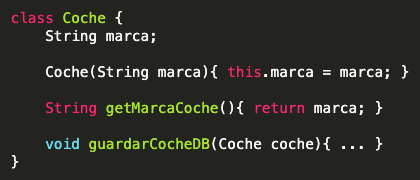 class Coche {
    String marca;

    Coche(String marca){ this.marca = marca; }

    String getMarcaCoche(){ return marca; }

    void guardarCocheDB(Coche coche){ ... }
}